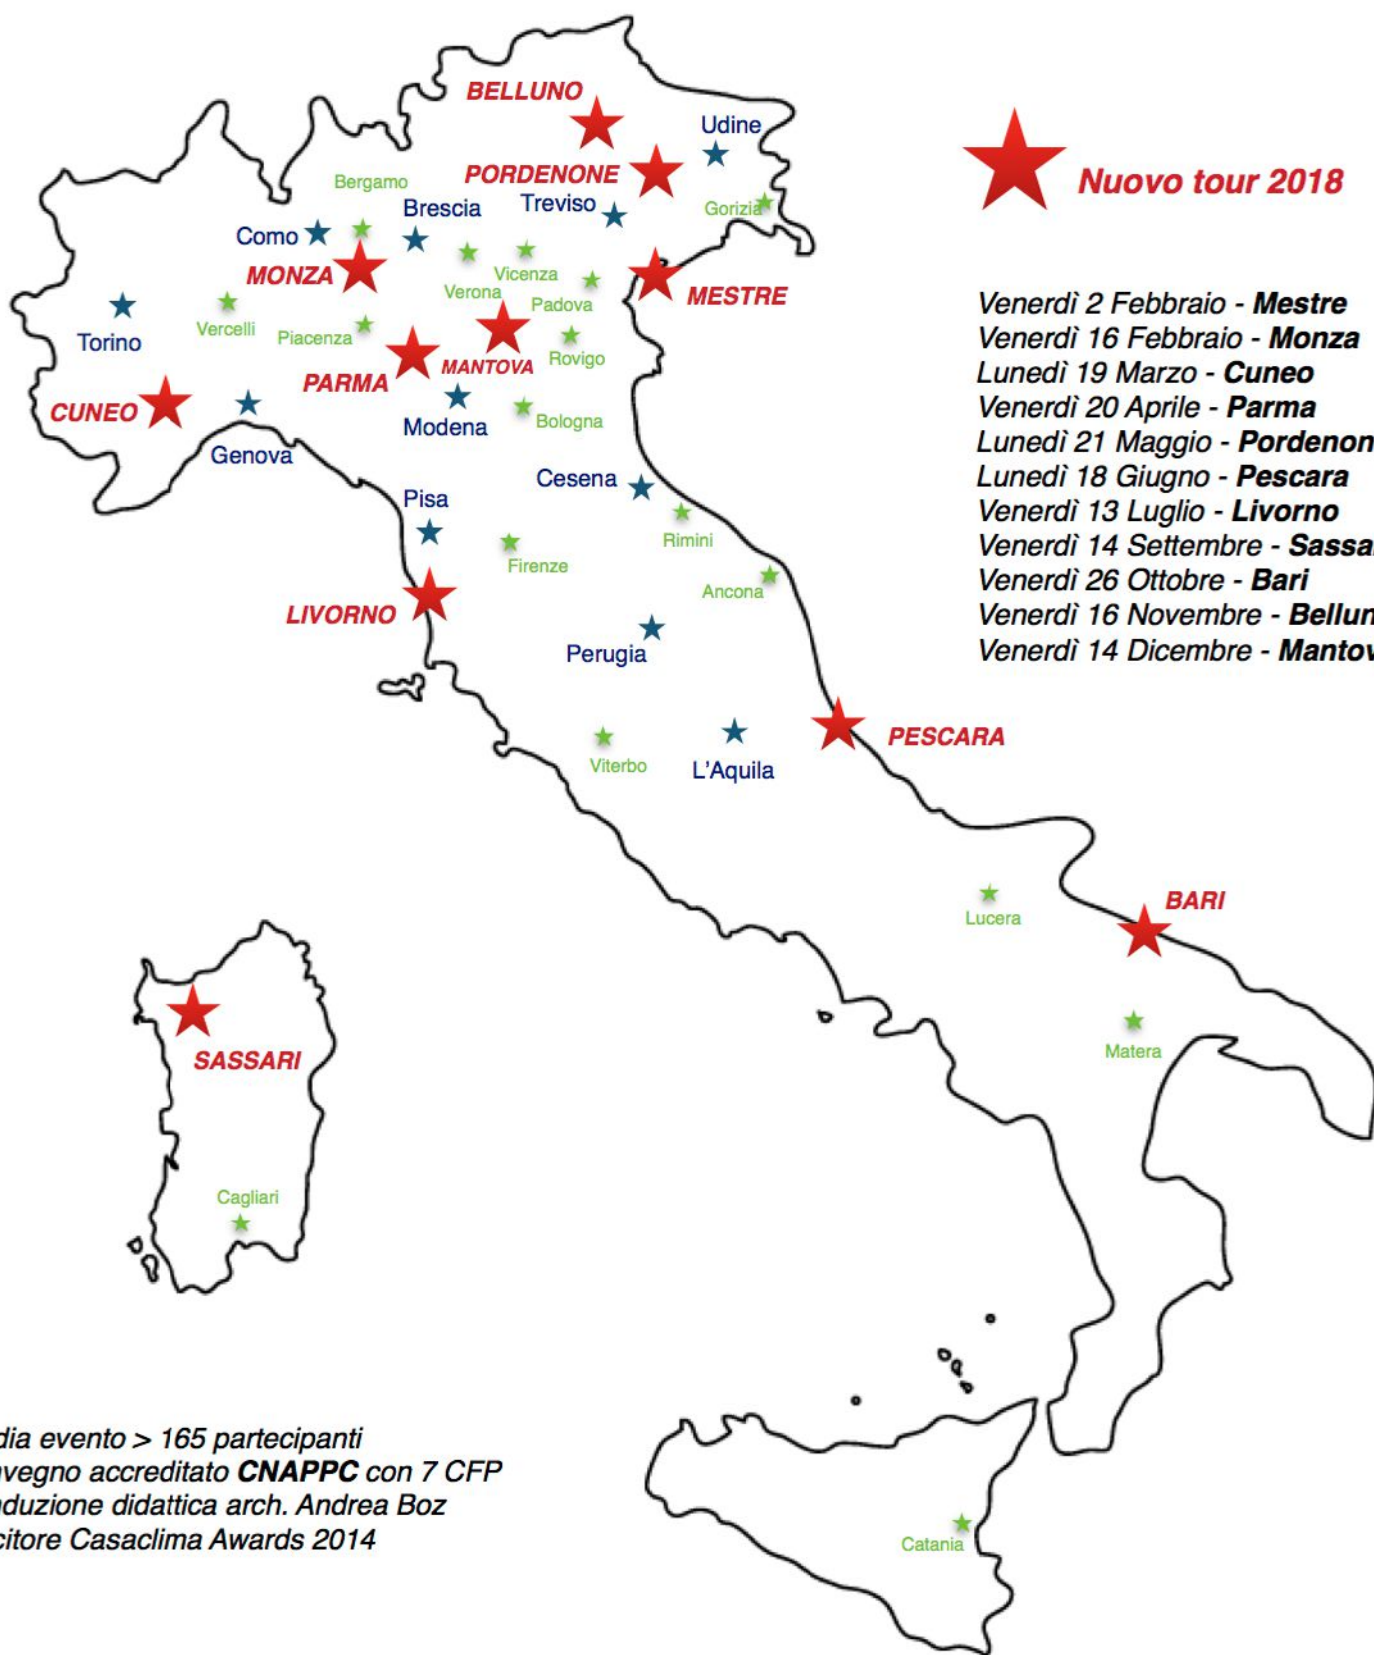 BELLUNO
Udine
PORDENONE
Nuovo tour 2018
Bergamo
Brescia
Treviso
Gorizia
Como
MONZA
Vicenza
Verona
Padova
MESTRE
Venerdì 2 Febbraio - Mestre
Venerdì 16 Febbraio - Monza
Lunedì 19 Marzo - Cuneo
Venerdì 20 Aprile - Parma
Lunedì 21 Maggio - Pordenon
Lunedì 18 Giugno - Pescara
Venerdì 13 Luglio - Livorno
Venerdì 14 Settembre - Sassa
Venerdì 26 Ottobre - Bari
Venerdì 16 Novembre - Bellun
Venerdì 14 Dicembre - Mantov
Torino
Vercelli
Piacenza
Rovigo
MANTOVA
PARMA
CUNEO
Modena
Bologna
Genova
Cesena
Pisa
Rimini
Firenze
Ancona
LIVORNO
Perugia
PESCARA
Viterbo
L'Aquila
BARI
Lucera
Matera
SASSARI
Cagliari
dia evento > 165 partecipanti
nvegno accreditato CNAPPC con 7 CFP
nduzione didattica arch. Andrea Boz
citore Casaclima Awards 2014
Catania